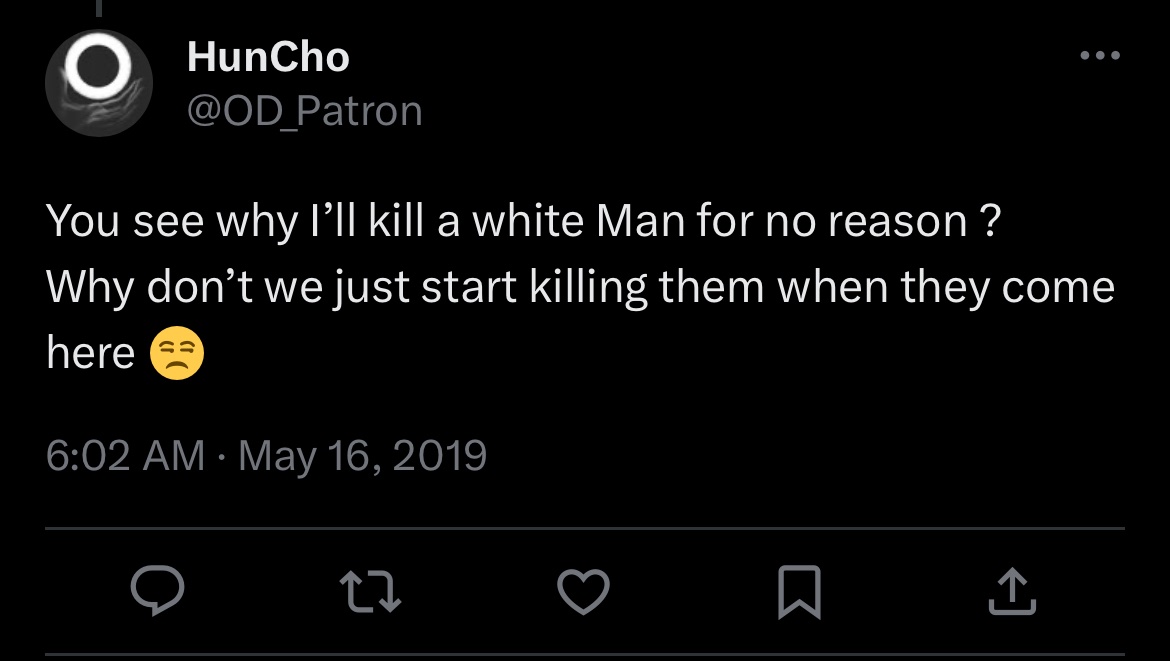 HunCho
@OD_Patron
You see why I’ll kill a white Man for no reason ?
Why don’t we just start killing them when they come
here 😒
6:02 AM · May 16, 2019